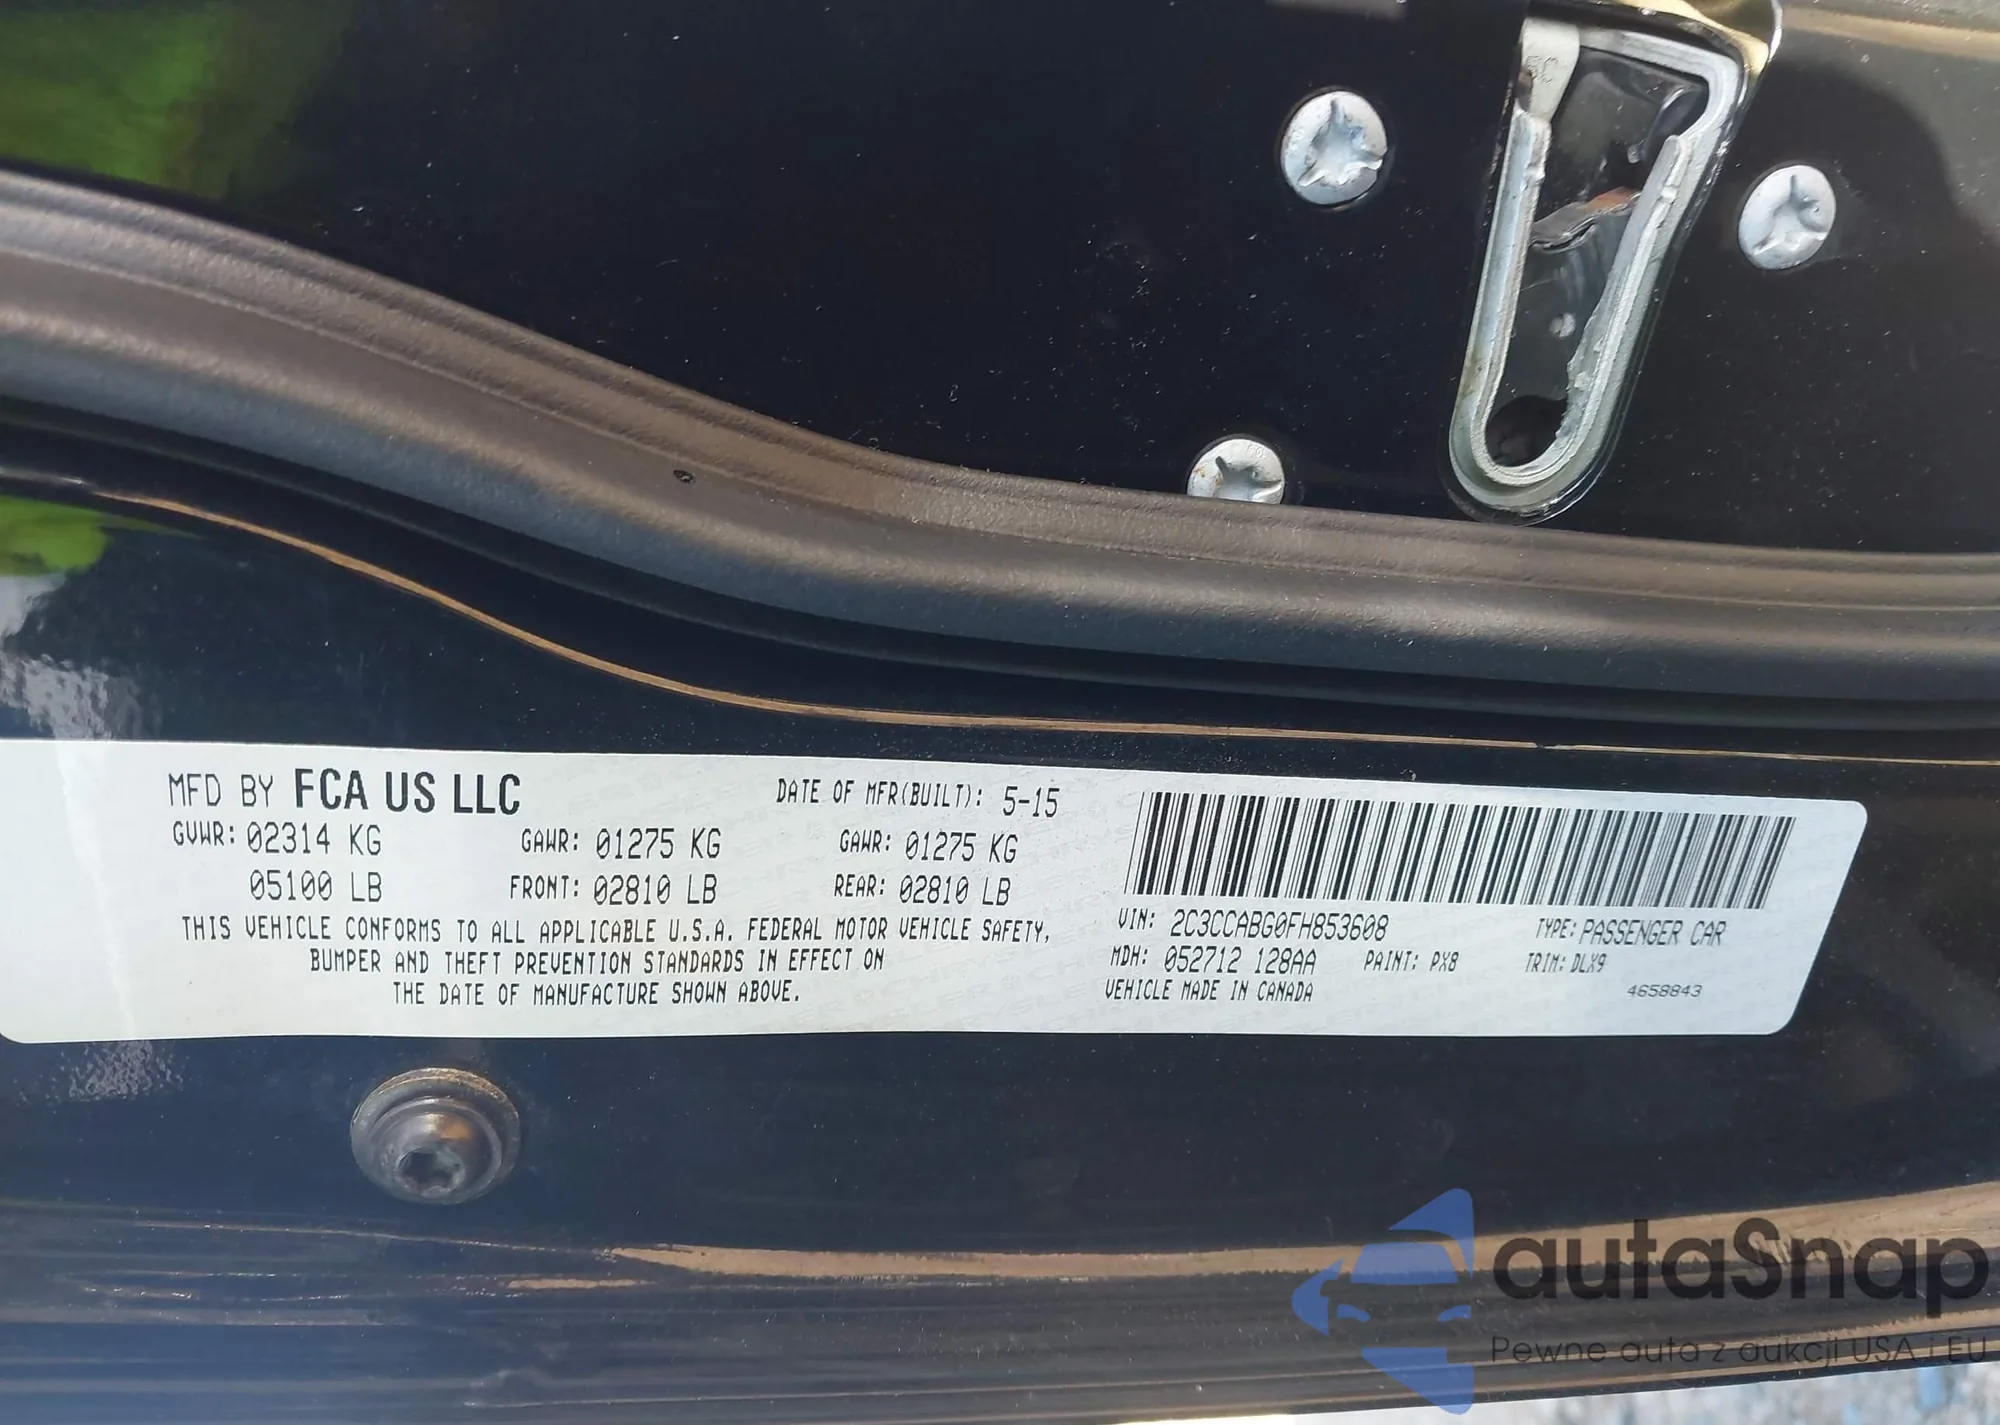 MFD BY FCA US LLC
DATE OF MFR(BUILT): 5-15
GVWR: 02314 KG
GAWR: 01275 KG
GAWR: 01275 KG
05100 LB
FRONT: 02810 LB
REAR: 02810 LB
THIS VEHICLE CONFORMS TO ALL APPLICABLE U.S.A. FEDERAL MOTOR VEHICLE SAFETY,
BUMPER AND THEFT PREVENTION STANDARDS IN EFFECT ON
THE DATE OF MANUFACTURE SHOWN ABOVE.
VIN: 2C3CCABG0FH853608
TYPE: PASSENGER CAR
MDH: 052712 128AA
PAINT: PX8
TRIM: DLX9
VEHICLE MADE IN CANADA
4658843
autaSnap
Pewne auta z aukcji USA i EU